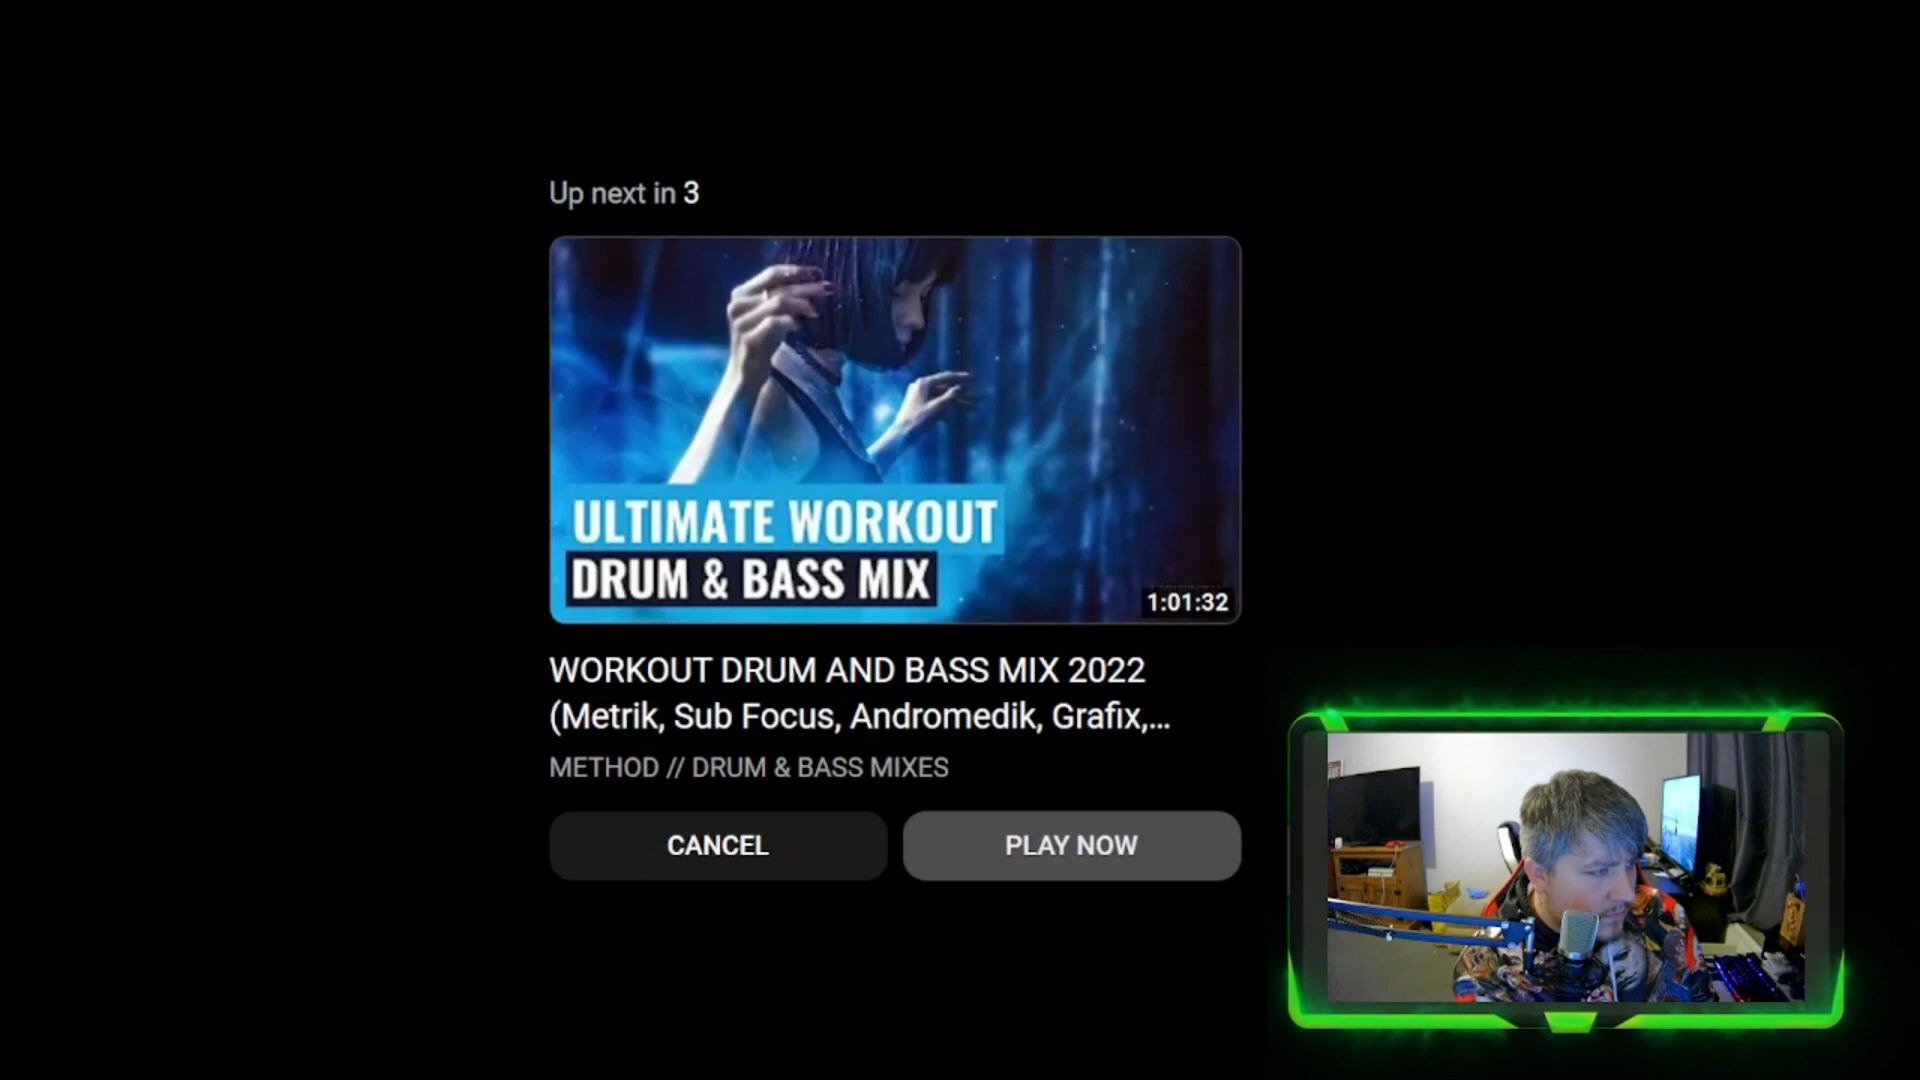 Up next in 3
ULTIMATE WORKOUT
DRUM & BASS MIX
1:01:32
WORKOUT DRUM AND BASS MIX 2022
(Metrik, Sub Focus, Andromedik, Grafix,...
METHOD // DRUM & BASS MIXES
CANCEL
PLAY NOW